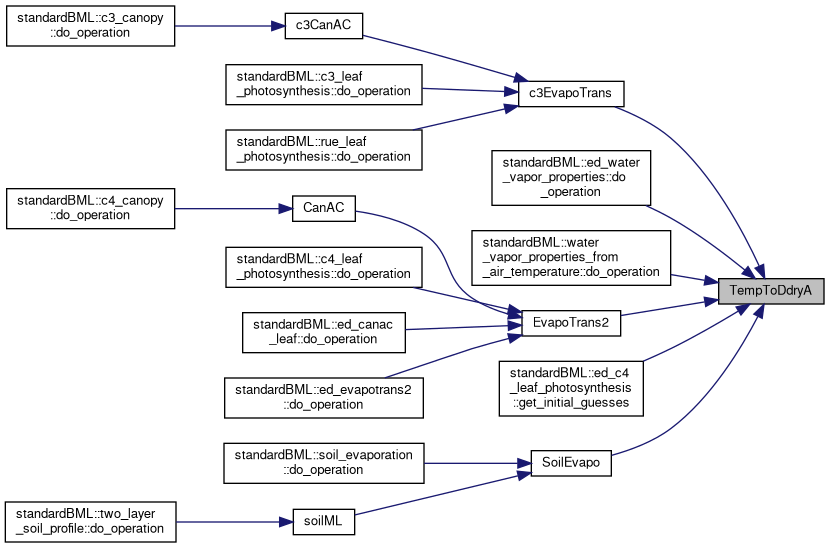 standardBML::c3_canopy
::do_operation
c3CanAC
standardBML::c3_leaf
_photosynthesis::do_operation
c3EvapoTrans
standardBML::rue_leaf
_photosynthesis::do_operation
standardBML::ed_water
_vapor_properties::do
_operation
standardBML::c4_canopy
::do_operation
CanAC
standardBML::water
_vapor_properties_from
_air_temperature::do_operation
standardBML::c4_leaf
_photosynthesis::do_operation
TempToDdryA
standardBML::ed_canac
_leaf::do_operation
EvapoTrans2
standardBML::ed_c4
_leaf_photosynthesis
::get_initial_guesses
standardBML::ed_evapotrans2
::do_operation
standardBML::soil_evaporation
::do_operation
SoilEvapo
standardBML::two_layer
_soil_profile::do_operation
soilML